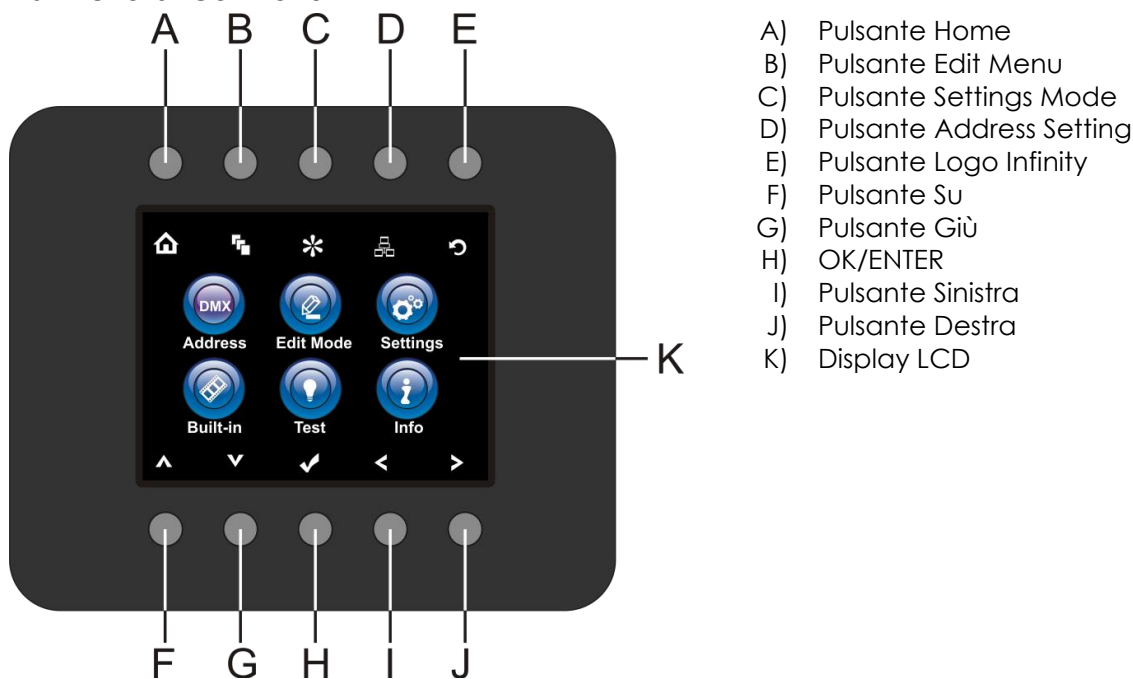 A B C D E
A) Pulsante Home
B) Pulsante Edit Menu
C) Pulsante Settings Mode
D) Pulsante Address Setting
E) Pulsante Logo Infinity
F) Pulsante Su
G) Pulsante Giù
H) OK/ENTER
I) Pulsante Sinistra
J) Pulsante Destra
K) Display LCD
DMX
Address Edit Mode Settings
K
Built-in Test Info
F G H I J